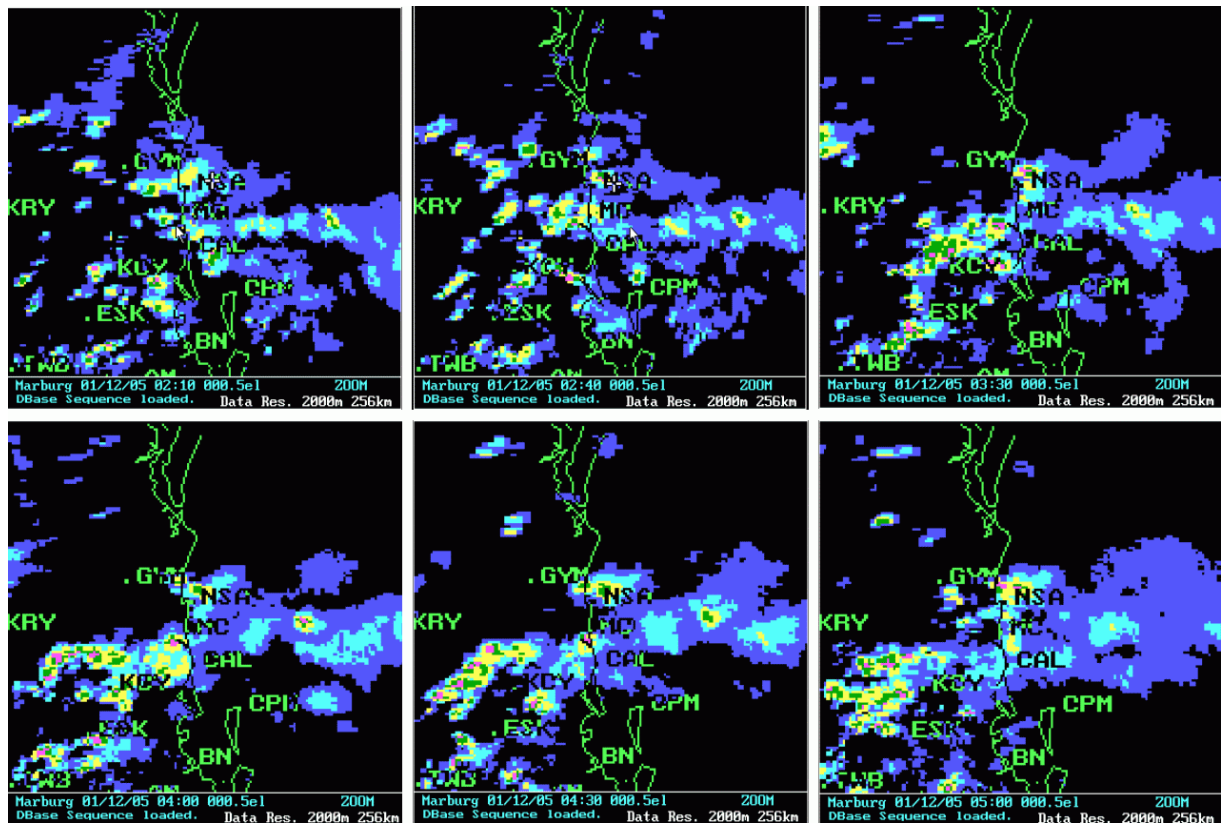 .GYM
NSA
KRY
MC
CAL
KCY
CPM
.ESK
BN
.TWB
Marburg 01/12/05 02:10 000.5el 200M
DBase Sequence loaded. Data Res. 2000m 256km
.GYM
NSA
KRY
MC
CAL
KCY
CPM
.ESK
BN
.TWB
Marburg 01/12/05 02:40 000.5el 200M
DBase Sequence loaded. Data Res. 2000m 256km
.GYM
NSA
.KRY
MC
CAL
KCY
CPM
ESK
BN
.TWB
Marburg 01/12/05 03:30 000.5el 200M
DBase Sequence loaded. Data Res. 2000m 256km
.GYM
NSA
KRY
CAL
KCY
ESK
BN
.TWB
Marburg 01/12/05 04:00 000.5el 200M
DBase Sequence loaded. Data Res. 2000m 256km
.GYM
NSA
KRY
MC
CAL
KCY
CPM
.ESK
BN
.TWB
Marburg 01/12/05 04:30 000.5el 200M
DBase Sequence loaded. Data Res. 2000m 256km
.GYM
NSA
KRY
MC
CAL
.KCY
CPM
ESK
BN
.TWB
Marburg 01/12/05 05:00 000.5el 200M
DBase Sequence loaded. Data Res. 2000m 256km